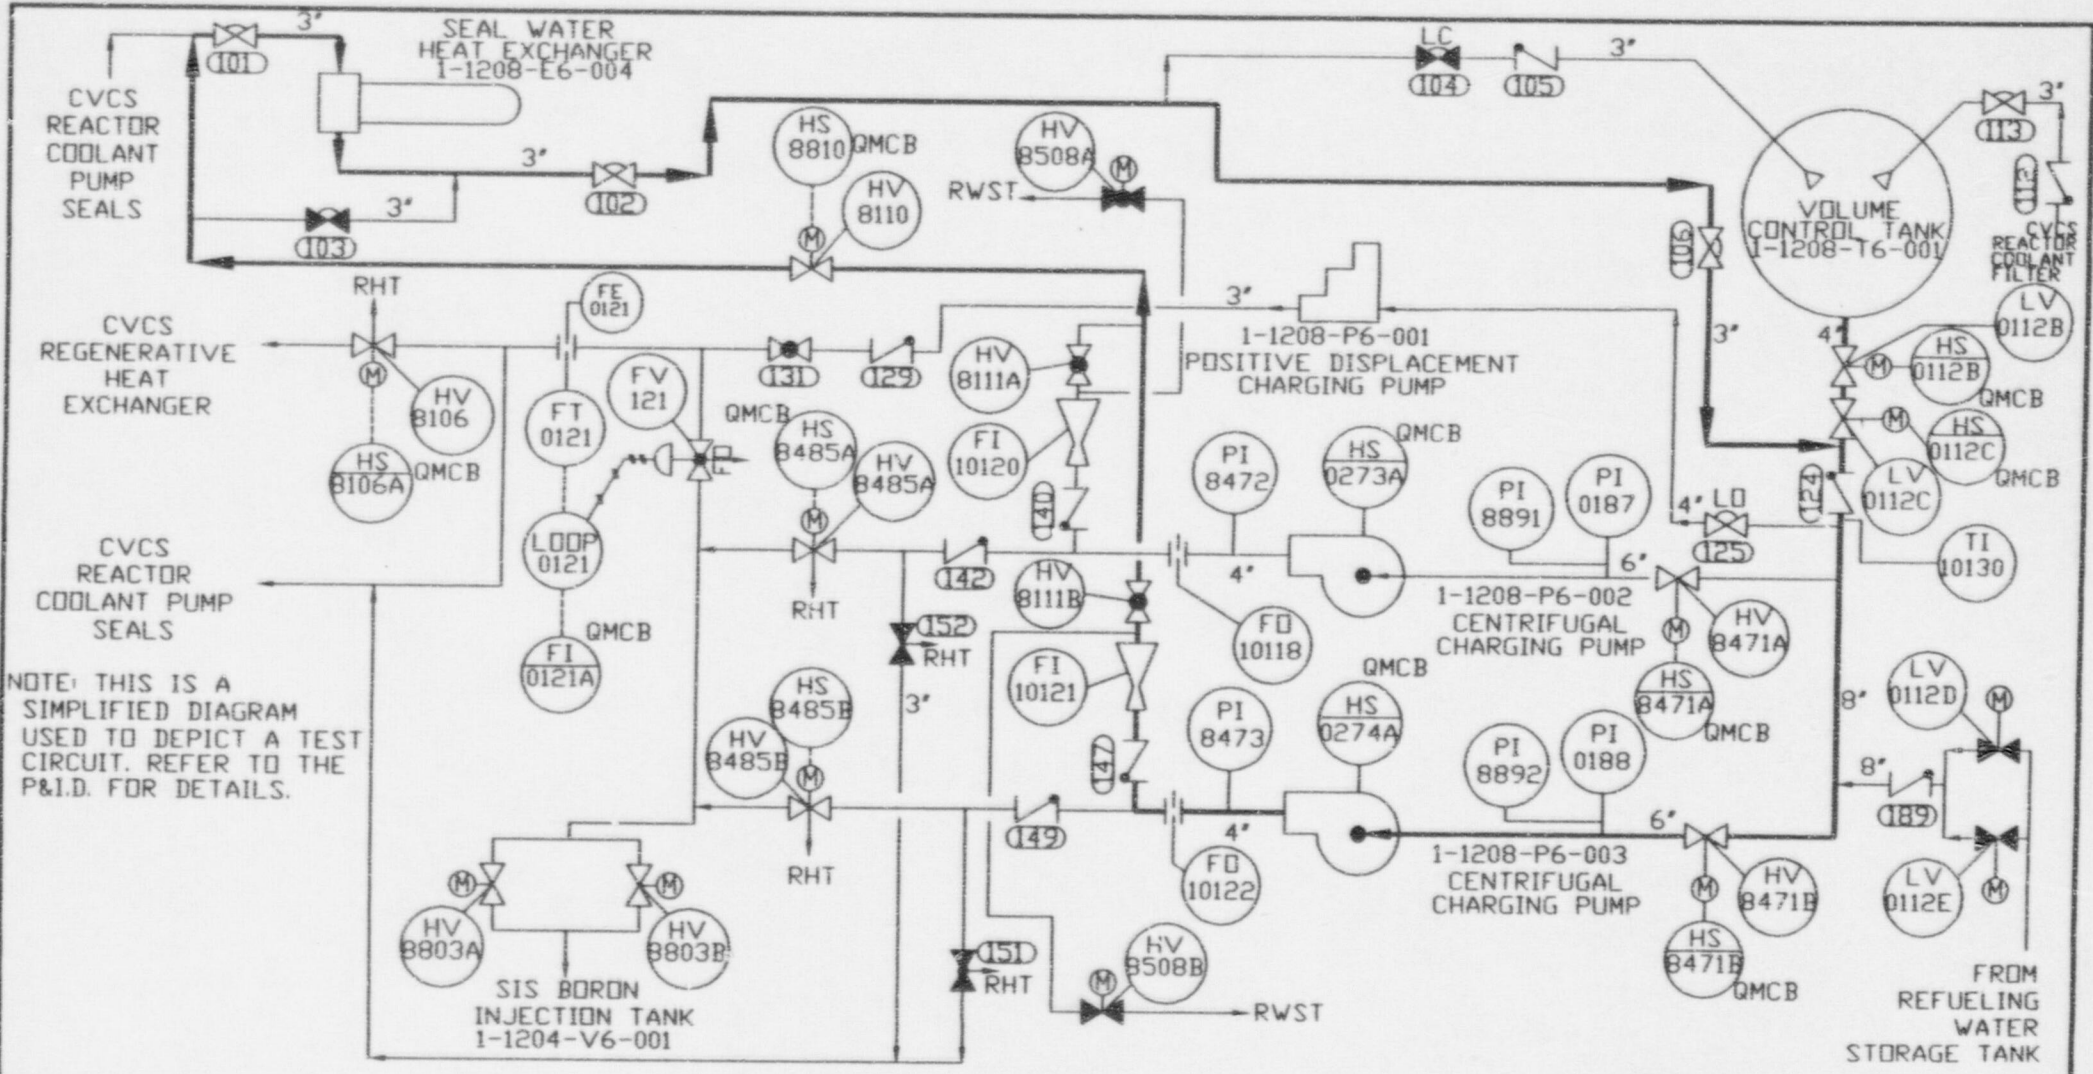 3"
101
SEAL WATER
HEAT EXCHANGER
1-1208-E6-004
CVCS
REACTOR
COOLANT
PUMP
SEALS
3"
102
3"
103
HS
8810
QMCB
HV
8110
HV
8508A
M
RWST
M
LC
104
105
3"
113
3"
112
CVCS
REACTOR
COOLANT
FILTER
VOLUME
CONTROL TANK
1-1208-T6-001
106
3"
4"
LV
0112B
M
HS
0112B
QMCB
M
HS
0112C
QMCB
LV
0112C
124
RHT
CVCS
REGENERATIVE
HEAT
EXCHANGER
M
HV
8106
HS
8106A
QMCB
FE
0121
FT
0121
FV
121
FO
LOOP
0121
QMCB
FI
0121A
131
129
3"
1-1208-P6-001
POSITIVE DISPLACEMENT
CHARGING PUMP
HV
8111A
FI
10120
140
QMCB
HS
8485A
HV
8485A
M
RHT
142
PI
8472
4"
HS
0273A
QMCB
PI
8891
PI
0187
6"
4"
LO
125
TI
10130
1-1208-P6-002
CENTRIFUGAL
CHARGING PUMP
M
HV
8471A
HS
8471A
QMCB
CVCS
REACTOR
COOLANT PUMP
SEALS
HV
8111B
FO
10118
152
RHT
3"
FI
10121
147
NOTE: THIS IS A
SIMPLIFIED DIAGRAM
USED TO DEPICT A TEST
CIRCUIT. REFER TO THE
P&I.D. FOR DETAILS.
HS
8485B
HV
8485B
M
RHT
149
PI
8473
4"
HS
0274A
QMCB
PI
8892
PI
0188
6"
8"
LV
0112D
M
8"
189
LV
0112E
M
FO
10122
1-1208-P6-003
CENTRIFUGAL
CHARGING PUMP
M
HV
8471B
HS
8471B
QMCB
M
HV
8803A
M
HV
8803B
SIS BORON
INJECTION TANK
1-1204-V6-001
151
RHT
M
HV
8508B
RWST
FROM
REFUELING
WATER
STORAGE TANK